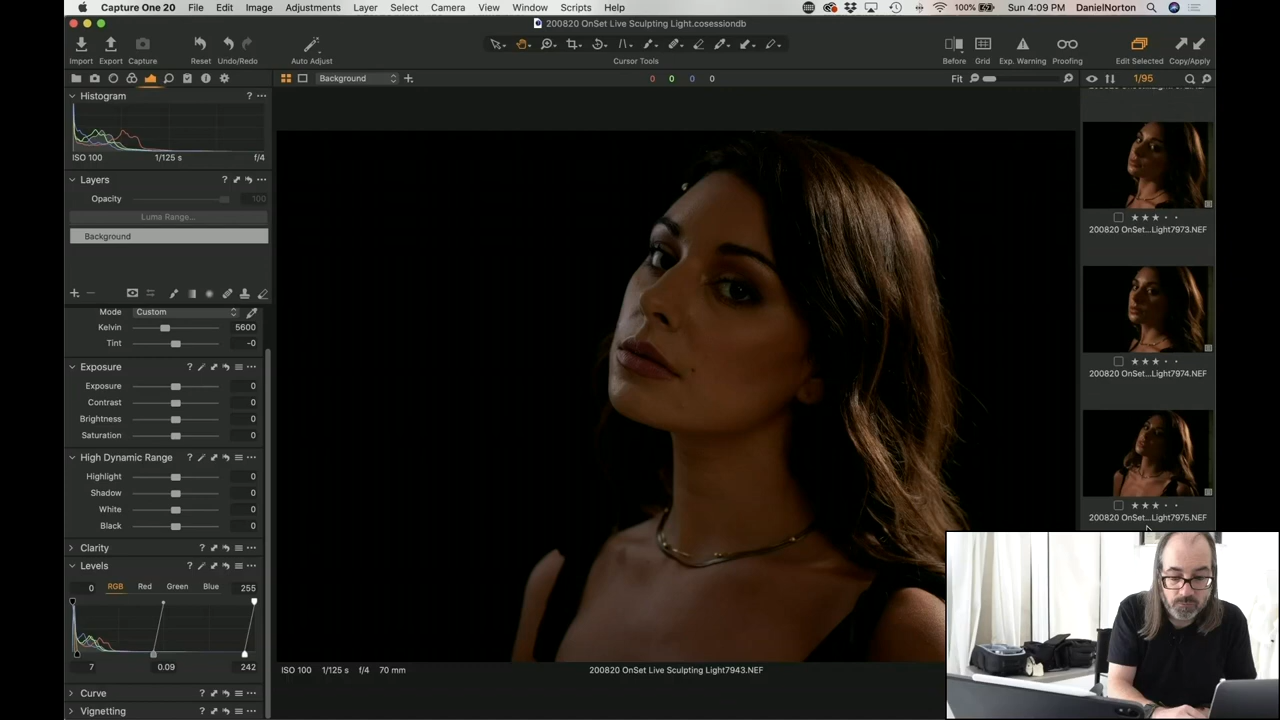 Capture One 20 File Edit View Image Adjustments Layer Select Camera View Window Scripts Help 100% Sun 4:09 PM DanielNorton
200820 OnSet Live Sculpting Light.cosessiondb
Import Export Capture Reset Undo/Redo Auto Adjust Cursor Tools Before Grid Exp. Warning Proofing Edit Selected Copy/Apply
Background 0 0 0 0 Fit 1/95
Histogram ?
ISO 100 1/125 s f/4
Layers ?
Opacity 100
Luma Range...
Background
Mode Custom
Kelvin 5600
Tint -0
Exposure ?
Exposure 0
Contrast 0
Brightness 0
Saturation 0
High Dynamic Range ?
Highlight 0
Shadow 0
White 0
Black 0
Clarity ?
Levels ?
0 RGB Red Green Blue 255
7 0.09 242
Curve ?
Vignetting ?
ISO 100 1/125 s f/4 70 mm 200820 OnSet Live Sculpting Light7943.NEF
200820 OnSet...Light7973.NEF
200820 OnSet...Light7974.NEF
200820 OnSet...Light7975.NEF